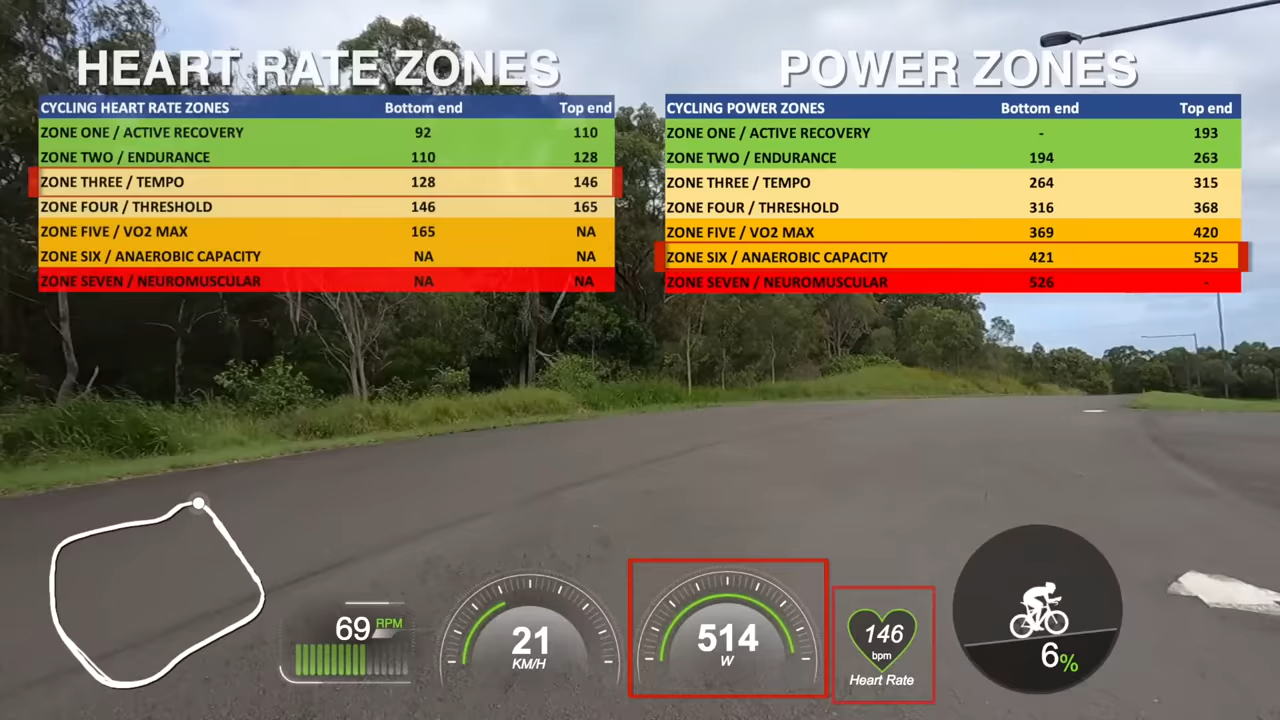 HEART RATE ZONES
CYCLING HEART RATE ZONES Bottom end Top end
ZONE ONE / ACTIVE RECOVERY 92 110
ZONE TWO / ENDURANCE 110 128
ZONE THREE / TEMPO 128 146
ZONE FOUR / THRESHOLD 146 165
ZONE FIVE / VO2 MAX 165 NA
ZONE SIX / ANAEROBIC CAPACITY NA NA
ZONE SEVEN / NEUROMUSCULAR NA NA
POWER ZONES
CYCLING POWER ZONES Bottom end Top end
ZONE ONE / ACTIVE RECOVERY - 193
ZONE TWO / ENDURANCE 194 263
ZONE THREE / TEMPO 264 315
ZONE FOUR / THRESHOLD 316 368
ZONE FIVE / VO2 MAX 369 420
ZONE SIX / ANAEROBIC CAPACITY 421 525
ZONE SEVEN / NEUROMUSCULAR 526 -
69 RPM
21
KM/H
514
W
146
bpm
Heart Rate
6%